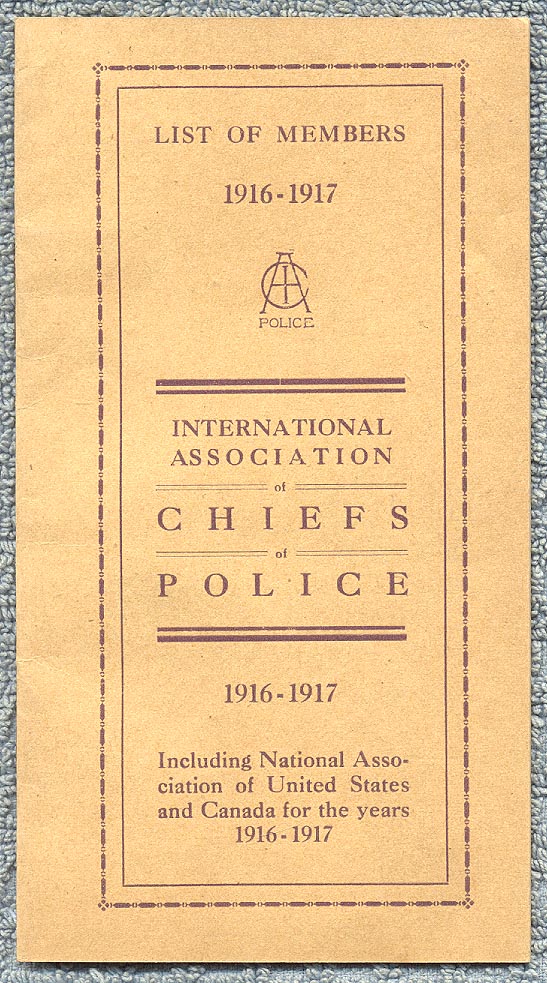 LIST OF MEMBERS
1916-1917
POLICE
INTERNATIONAL
ASSOCIATION
of
CHIEFS
of
POLICE
1916-1917
Including National Asso-
ciation of United States
and Canada for the years
1916-1917